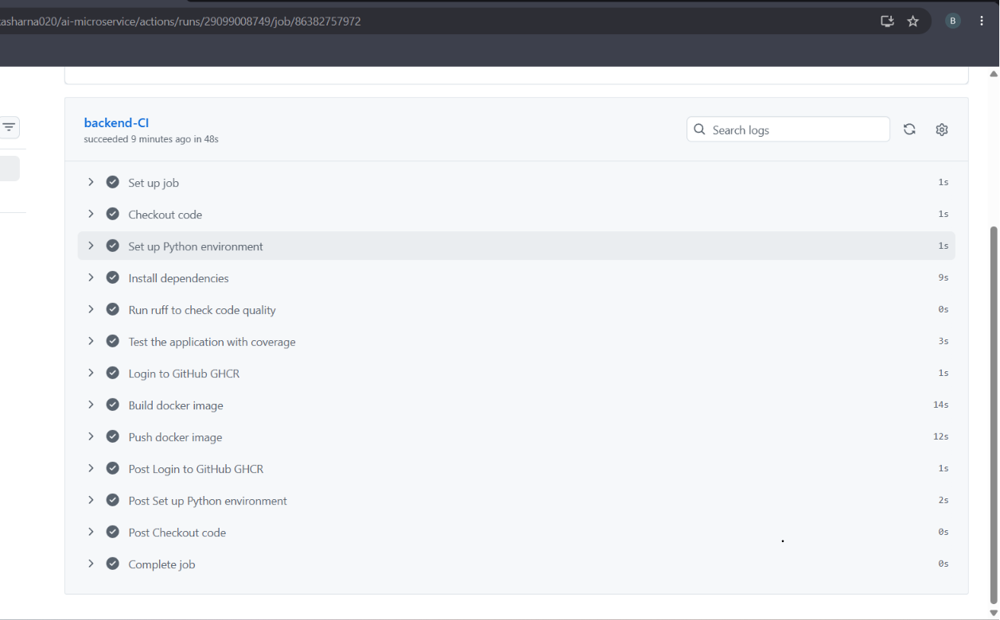 asharna020/ai-microservice/actions/runs/29099008749/job/86382757972
B
backend-CI
succeeded 9 minutes ago in 48s
Search logs
Set up job 1s
Checkout code 1s
Set up Python environment 1s
Install dependencies 9s
Run ruff to check code quality 0s
Test the application with coverage 3s
Login to GitHub GHCR 1s
Build docker image 14s
Push docker image 12s
Post Login to GitHub GHCR 1s
Post Set up Python environment 2s
Post Checkout code 0s
Complete job 0s